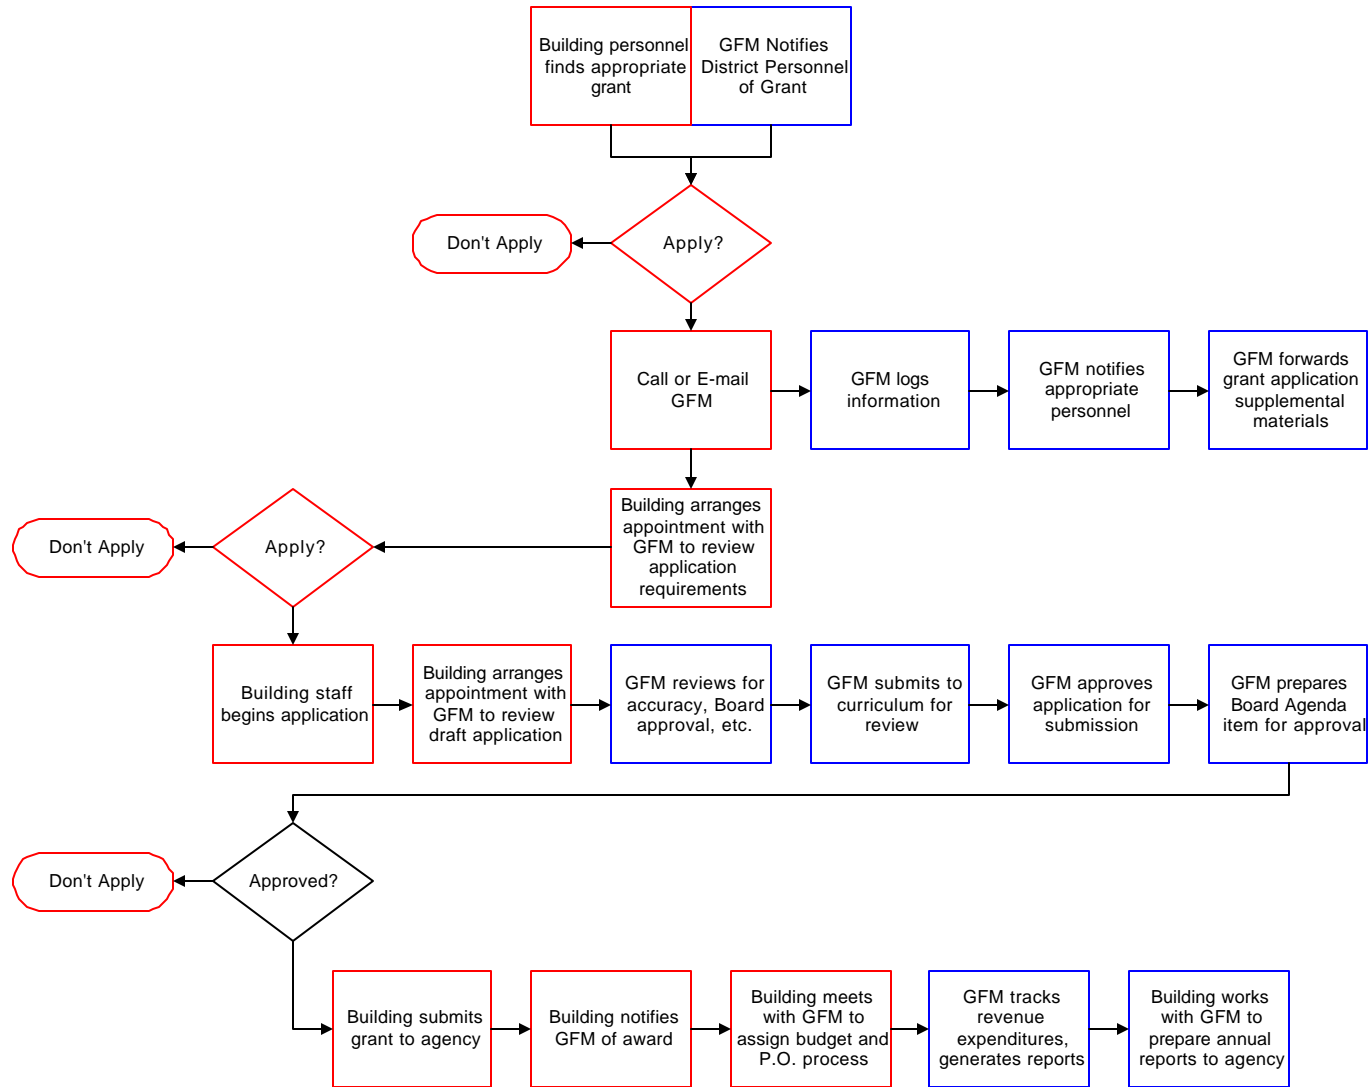 Building personnel
finds appropriate
grant
GFM Notifies
District Personnel
of Grant
Don't Apply
Apply?
Call or E-mail
GFM
GFM logs
information
GFM notifies
appropriate
personnel
GFM forwards
grant application
supplemental
materials
Building arranges
appointment with
GFM to review
application
requirements
Apply?
Don't Apply
Building staff
begins application
Building arranges
appointment with
GFM to review
draft application
GFM reviews for
accuracy, Board
approval, etc.
GFM submits to
curriculum for
review
GFM approves
application for
submission
GFM prepares
Board Agenda
item for approval
Don't Apply
Approved?
Building submits
grant to agency
Building notifies
GFM of award
Building meets
with GFM to
assign budget and
P.O. process
GFM tracks
revenue
expenditures,
generates reports
Building works
with GFM to
prepare annual
reports to agency